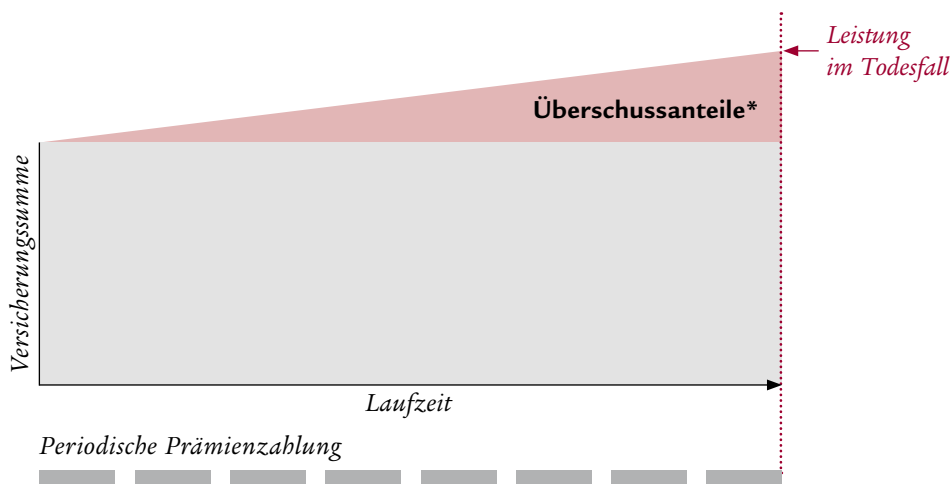 Leistung
im Todesfall
Überschussanteile*
Versicherungssumme
Laufzeit
Periodische Prämienzahlung